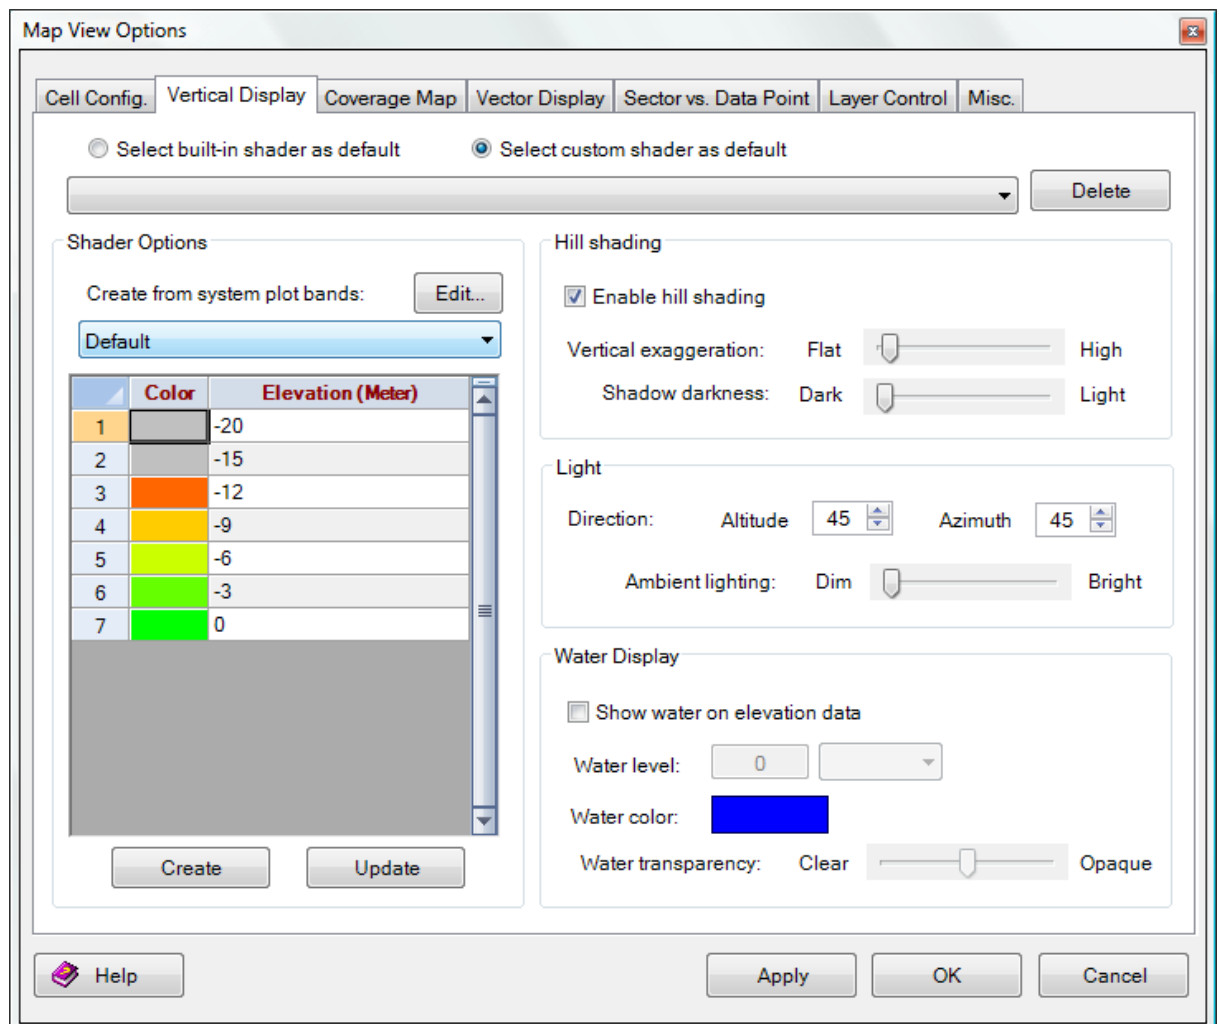 Map View Options
Cell Config. Vertical Display Coverage Map Vector Display Sector vs. Data Point Layer Control Misc.
Select built-in shader as default Select custom shader as default
Delete
Shader Options
Create from system plot bands: Edit...
Default
Color Elevation (Meter)
1 -20
2 -15
3 -12
4 -9
5 -6
6 -3
7 0
Create Update
Hill shading
Enable hill shading
Vertical exaggeration: Flat High
Shadow darkness: Dark Light
Light
Direction: Altitude 45 Azimuth 45
Ambient lighting: Dim Bright
Water Display
Show water on elevation data
Water level: 0
Water color:
Water transparency: Clear Opaque
Help Apply OK Cancel